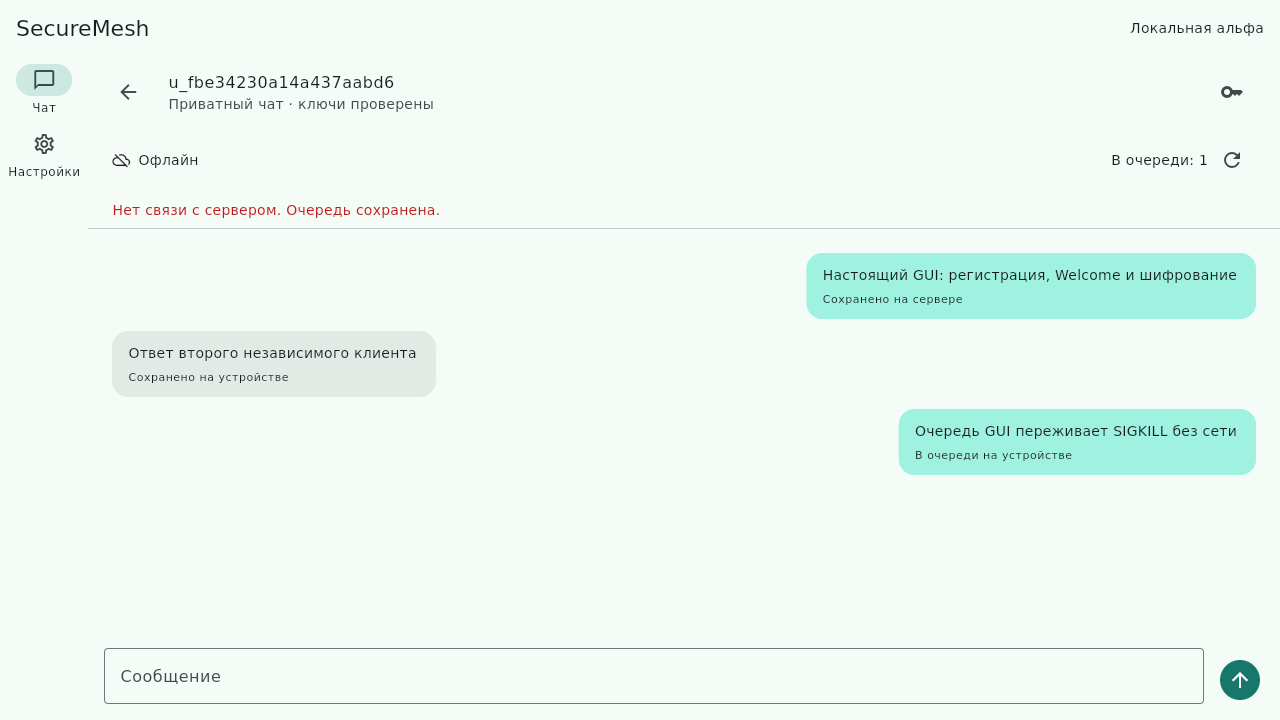 SecureMesh
Локальная альфа
Чат
Настройки
u_fbe34230a14a437aabd6
Приватный чат · ключи проверены
Офлайн
В очереди: 1
Нет связи с сервером. Очередь сохранена.
Настоящий GUI: регистрация, Welcome и шифрование
Сохранено на сервере
Ответ второго независимого клиента
Сохранено на устройстве
Очередь GUI переживает SIGKILL без сети
В очереди на устройстве
Сообщение